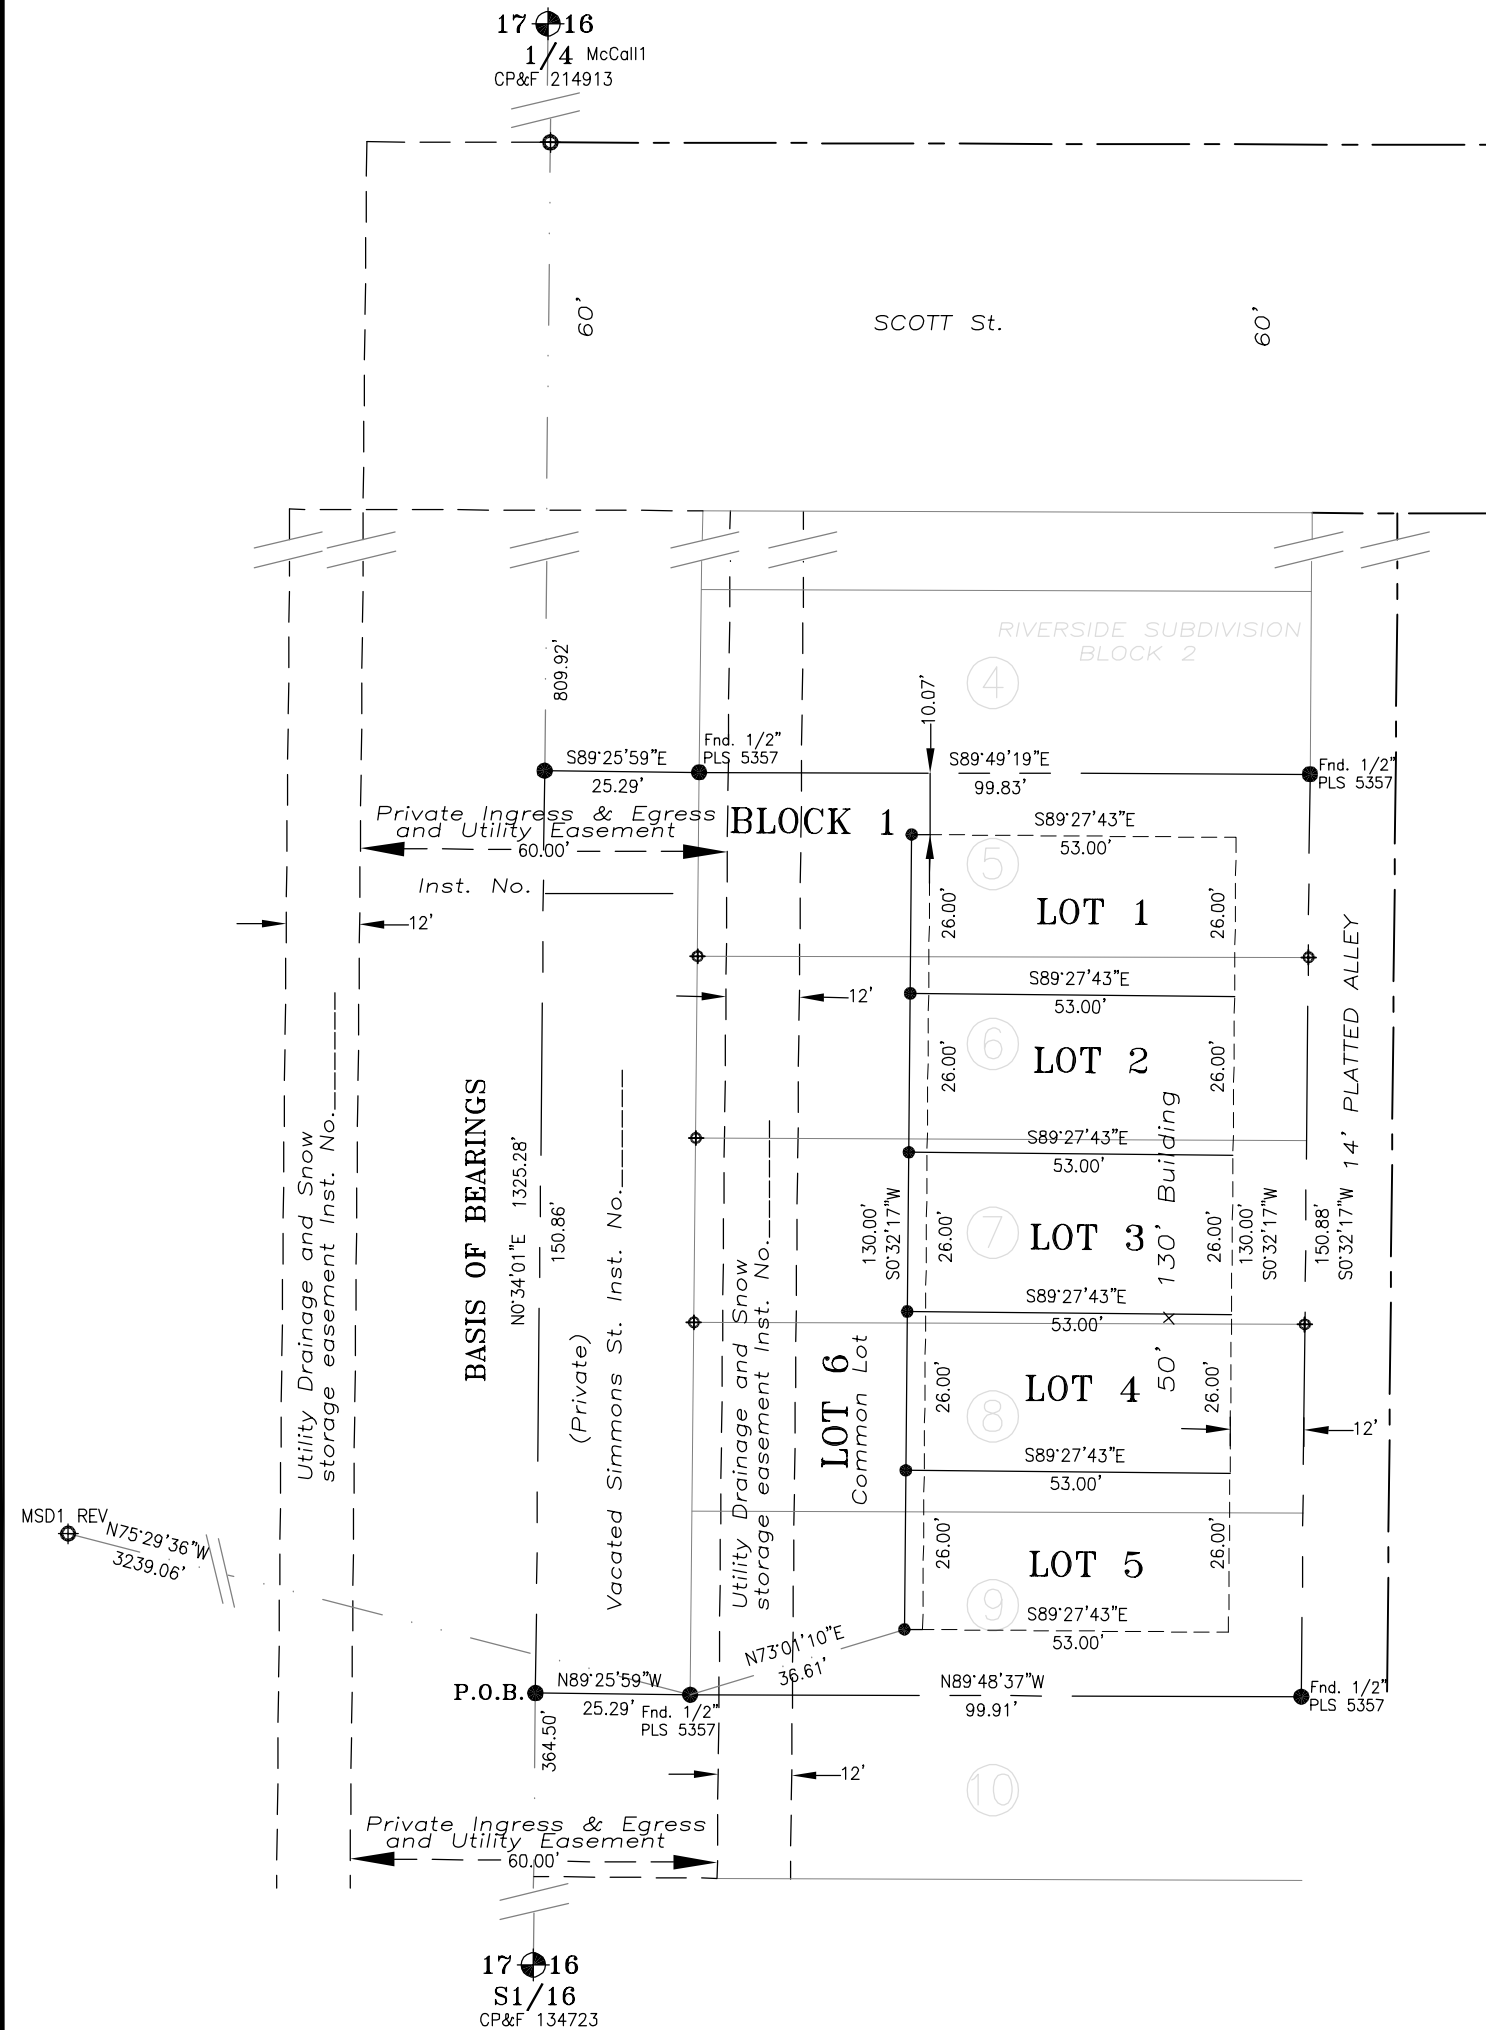 17 16
1/4 McCall1
CP&F 214913
60'
SCOTT St.
60'
RIVERSIDE SUBDIVISION
BLOCK 2
4
809.92'
10.07'
S89°25'59"E
25.29'
Fnd. 1/2"
PLS 5357
S89°49'19"E
99.83'
Fnd. 1/2"
PLS 5357
Private Ingress & Egress
and Utility Easement
60.00'
Inst. No.
BLOCK 1
S89°27'43"E
53.00'
5
26.00'
LOT 1
26.00'
12'
S89°27'43"E
53.00'
12'
6
26.00'
LOT 2
26.00'
S89°27'43"E
53.00'
7
26.00'
LOT 3
26.00'
S89°27'43"E
53.00'
8
26.00'
LOT 4
26.00'
12'
S89°27'43"E
53.00'
26.00'
LOT 5
26.00'
9
S89°27'43"E
53.00'
50' x 130' Building
130.00'
S0°32'17"W
130.00'
S0°32'17"W
150.88'
S0°32'17"W
14' PLATTED ALLEY
LOT 6
Common Lot
Utility Drainage and Snow
storage easement Inst. No.
BASIS OF BEARINGS
N0°34'01"E 1325.28'
150.86'
(Private)
Vacated Simmons St. Inst. No.
Utility Drainage and Snow
storage easement Inst. No.
MSD1 REV
N75°29'36"W
3239.06'
N73°01'10"E
36.61'
P.O.B.
N89°25'59"W
25.29'
Fnd. 1/2"
PLS 5357
N89°48'37"W
99.91'
Fnd. 1/2"
PLS 5357
364.50'
12'
10
Private Ingress & Egress
and Utility Easement
60.00'
17 16
S1/16
CP&F 134723